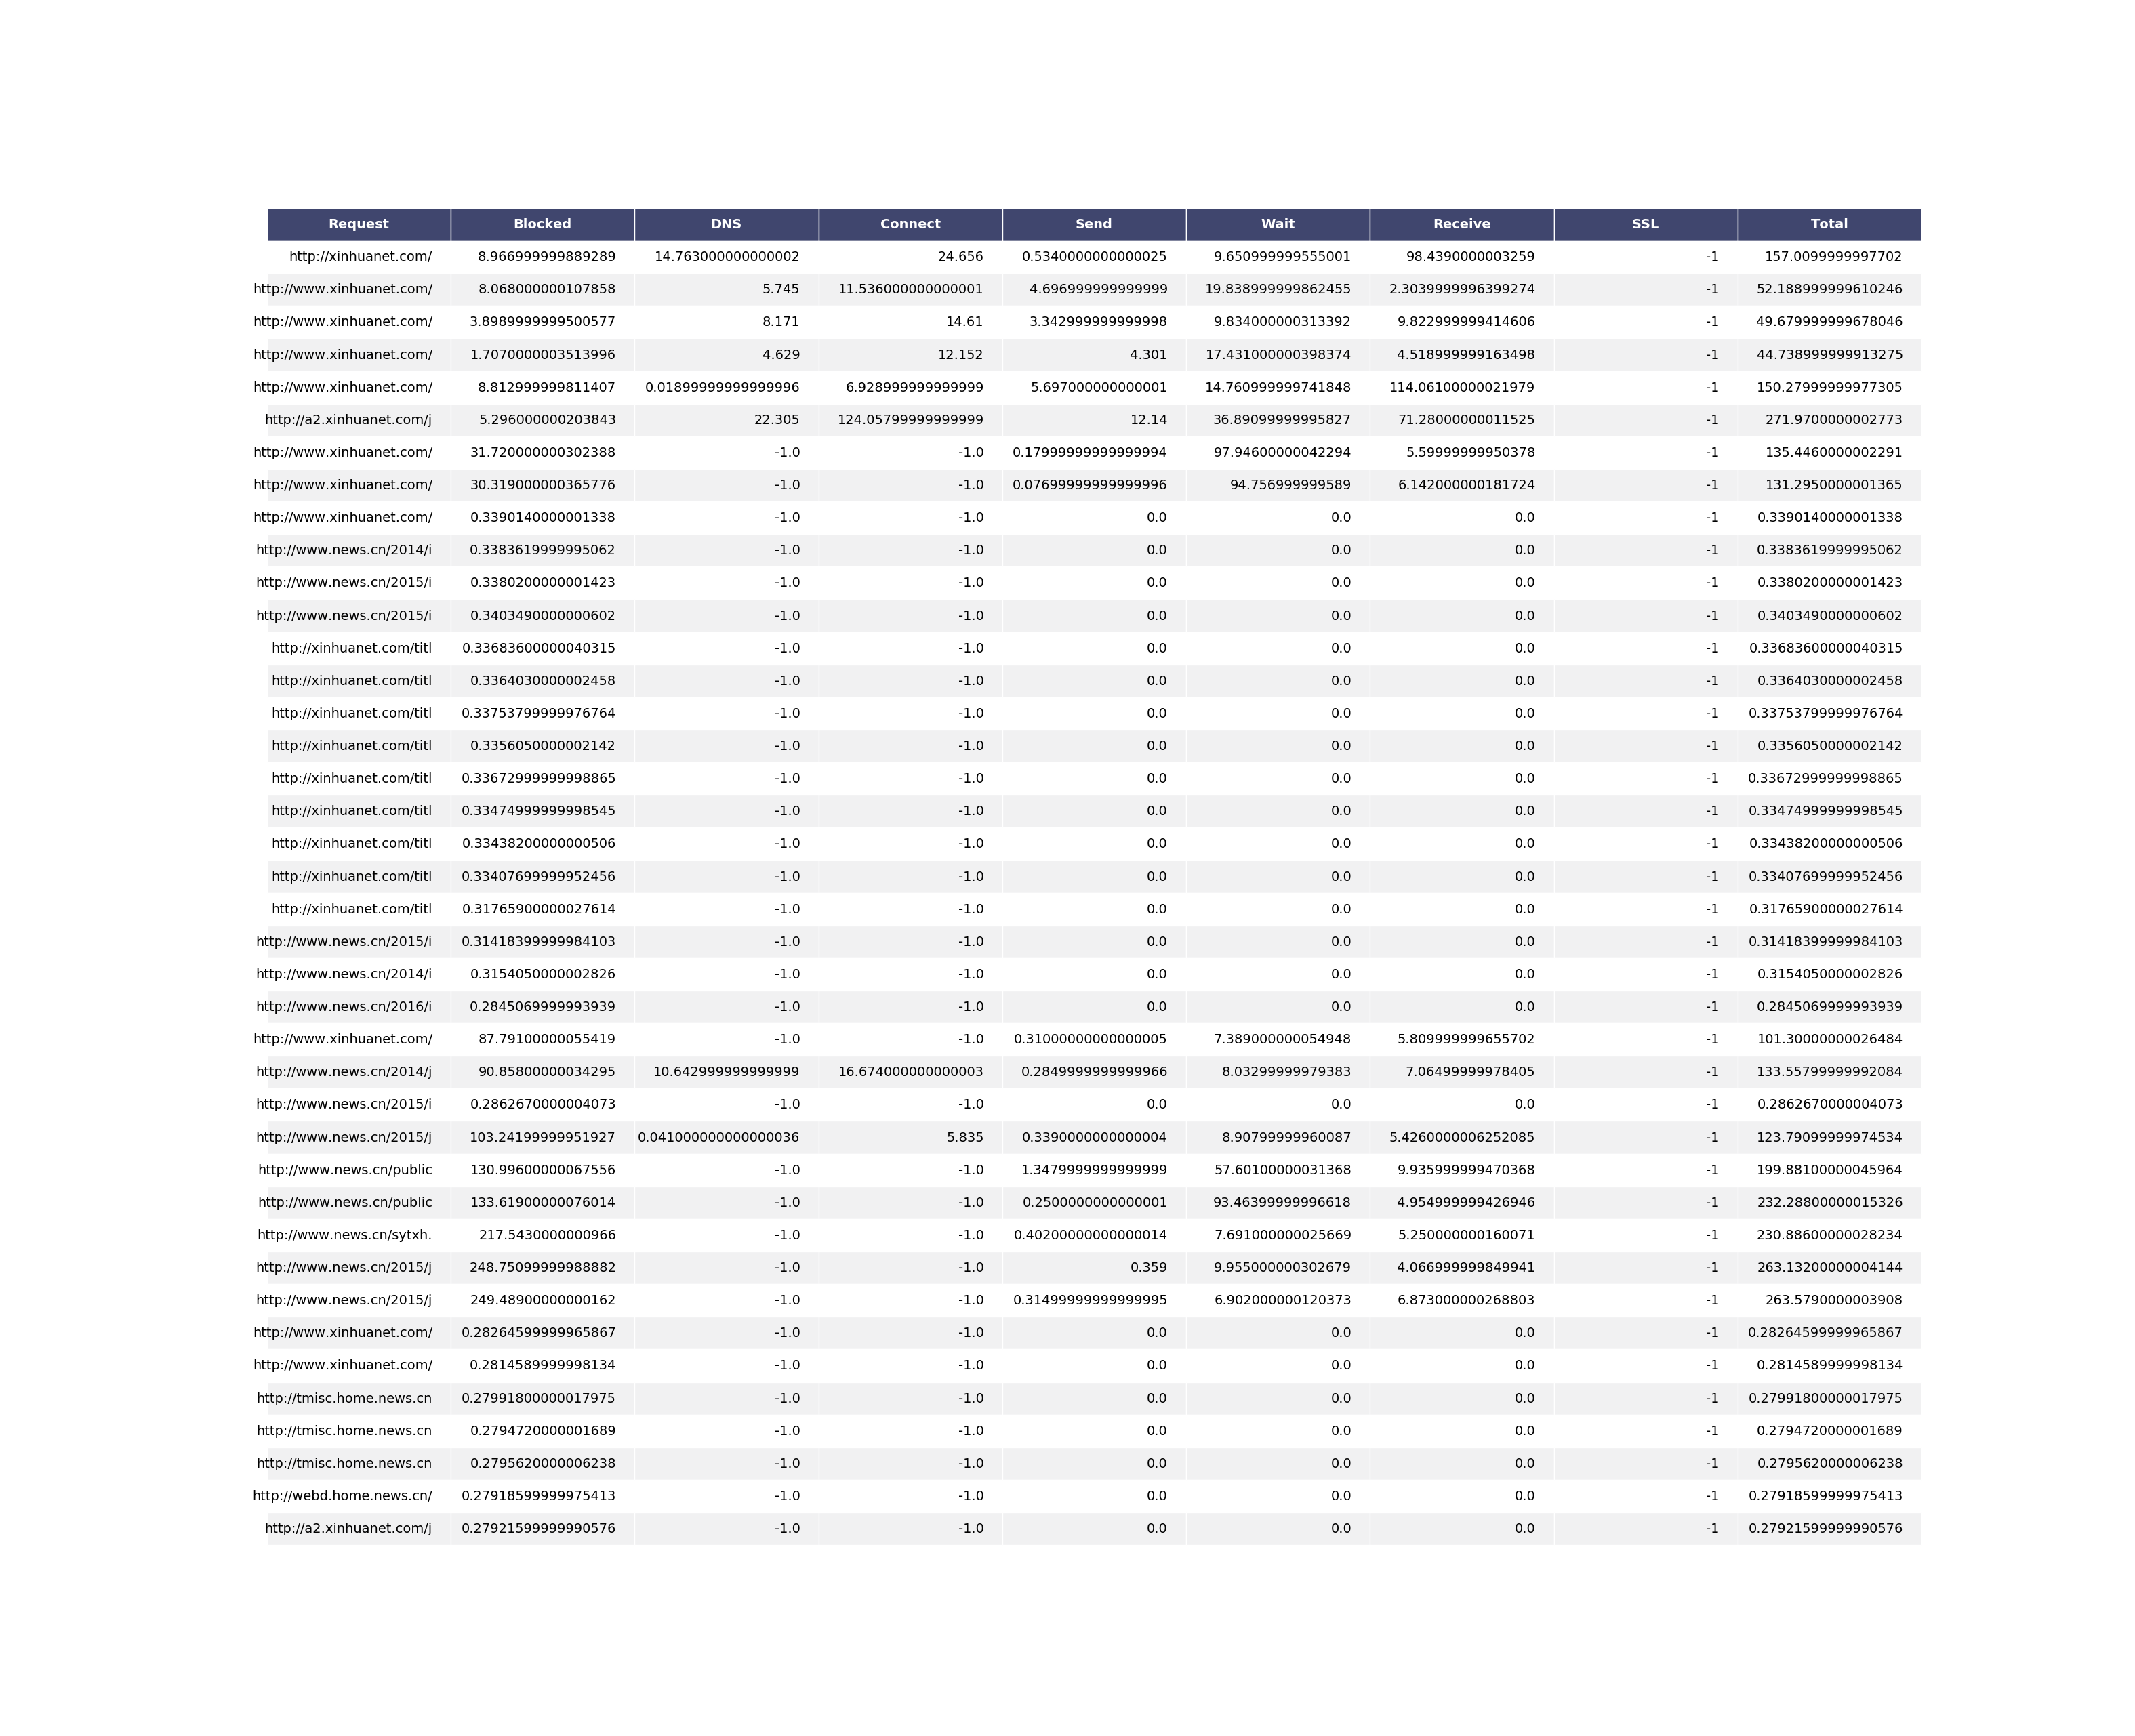 Request Blocked DNS Connect Send Wait Receive SSL Total
http://xinhuanet.com/ 8.966999999889289 14.763000000000002 24.656 0.5340000000000025 9.650999999555001 98.4390000003259 -1 157.0099999997702
http://www.xinhuanet.com/ 8.068000000107858 5.745 11.536000000000001 4.696999999999999 19.838999999862455 2.3039999996399274 -1 52.188999999610246
http://www.xinhuanet.com/ 3.8989999999500577 8.171 14.61 3.342999999999998 9.834000000313392 9.822999999414606 -1 49.679999999678046
http://www.xinhuanet.com/ 1.7070000003513996 4.629 12.152 4.301 17.431000000398374 4.518999999163498 -1 44.738999999913275
http://www.xinhuanet.com/ 8.812999999811407 0.01899999999999996 6.928999999999999 5.697000000000001 14.760999999741848 114.06100000021979 -1 150.27999999977305
http://a2.xinhuanet.com/j 5.296000000203843 22.305 124.05799999999999 12.14 36.89099999995827 71.28000000011525 -1 271.9700000002773
http://www.xinhuanet.com/ 31.720000000302388 -1.0 -1.0 0.17999999999999994 97.94600000042294 5.59999999950378 -1 135.4460000002291
http://www.xinhuanet.com/ 30.319000000365776 -1.0 -1.0 0.07699999999999996 94.756999999589 6.142000000181724 -1 131.2950000001365
http://www.xinhuanet.com/ 0.3390140000001338 -1.0 -1.0 0.0 0.0 0.0 -1 0.3390140000001338
http://www.news.cn/2014/i 0.3383619999995062 -1.0 -1.0 0.0 0.0 0.0 -1 0.3383619999995062
http://www.news.cn/2015/i 0.3380200000001423 -1.0 -1.0 0.0 0.0 0.0 -1 0.3380200000001423
http://www.news.cn/2015/i 0.3403490000000602 -1.0 -1.0 0.0 0.0 0.0 -1 0.3403490000000602
http://xinhuanet.com/titl 0.33683600000040315 -1.0 -1.0 0.0 0.0 0.0 -1 0.33683600000040315
http://xinhuanet.com/titl 0.3364030000002458 -1.0 -1.0 0.0 0.0 0.0 -1 0.3364030000002458
http://xinhuanet.com/titl 0.33753799999976764 -1.0 -1.0 0.0 0.0 0.0 -1 0.33753799999976764
http://xinhuanet.com/titl 0.3356050000002142 -1.0 -1.0 0.0 0.0 0.0 -1 0.3356050000002142
http://xinhuanet.com/titl 0.33672999999998865 -1.0 -1.0 0.0 0.0 0.0 -1 0.33672999999998865
http://xinhuanet.com/titl 0.33474999999998545 -1.0 -1.0 0.0 0.0 0.0 -1 0.33474999999998545
http://xinhuanet.com/titl 0.33438200000000506 -1.0 -1.0 0.0 0.0 0.0 -1 0.33438200000000506
http://xinhuanet.com/titl 0.33407699999952456 -1.0 -1.0 0.0 0.0 0.0 -1 0.33407699999952456
http://xinhuanet.com/titl 0.31765900000027614 -1.0 -1.0 0.0 0.0 0.0 -1 0.31765900000027614
http://www.news.cn/2015/i 0.31418399999984103 -1.0 -1.0 0.0 0.0 0.0 -1 0.31418399999984103
http://www.news.cn/2014/i 0.3154050000002826 -1.0 -1.0 0.0 0.0 0.0 -1 0.3154050000002826
http://www.news.cn/2016/i 0.2845069999993939 -1.0 -1.0 0.0 0.0 0.0 -1 0.2845069999993939
http://www.xinhuanet.com/ 87.79100000055419 -1.0 -1.0 0.31000000000000005 7.389000000054948 5.809999999655702 -1 101.30000000026484
http://www.news.cn/2014/j 90.85800000034295 10.642999999999999 16.674000000000003 0.2849999999999966 8.03299999979383 7.06499999978405 -1 133.55799999992084
http://www.news.cn/2015/i 0.2862670000004073 -1.0 -1.0 0.0 0.0 0.0 -1 0.2862670000004073
http://www.news.cn/2015/j 103.24199999951927 0.041000000000000036 5.835 0.3390000000000004 8.90799999960087 5.4260000006252085 -1 123.79099999974534
http://www.news.cn/public 130.99600000067556 -1.0 -1.0 1.3479999999999999 57.60100000031368 9.935999999470368 -1 199.88100000045964
http://www.news.cn/public 133.61900000076014 -1.0 -1.0 0.2500000000000001 93.46399999996618 4.954999999426946 -1 232.28800000015326
http://www.news.cn/sytxh. 217.5430000000966 -1.0 -1.0 0.40200000000000014 7.691000000025669 5.250000000160071 -1 230.88600000028234
http://www.news.cn/2015/j 248.75099999988882 -1.0 -1.0 0.359 9.955000000302679 4.066999999849941 -1 263.13200000004144
http://www.news.cn/2015/j 249.48900000000162 -1.0 -1.0 0.31499999999999995 6.902000000120373 6.873000000268803 -1 263.5790000003908
http://www.xinhuanet.com/ 0.28264599999965867 -1.0 -1.0 0.0 0.0 0.0 -1 0.28264599999965867
http://www.xinhuanet.com/ 0.2814589999998134 -1.0 -1.0 0.0 0.0 0.0 -1 0.2814589999998134
http://tmisc.home.news.cn 0.27991800000017975 -1.0 -1.0 0.0 0.0 0.0 -1 0.27991800000017975
http://tmisc.home.news.cn 0.2794720000001689 -1.0 -1.0 0.0 0.0 0.0 -1 0.2794720000001689
http://tmisc.home.news.cn 0.2795620000006238 -1.0 -1.0 0.0 0.0 0.0 -1 0.2795620000006238
http://webd.home.news.cn/ 0.27918599999975413 -1.0 -1.0 0.0 0.0 0.0 -1 0.27918599999975413
http://a2.xinhuanet.com/j 0.27921599999990576 -1.0 -1.0 0.0 0.0 0.0 -1 0.27921599999990576